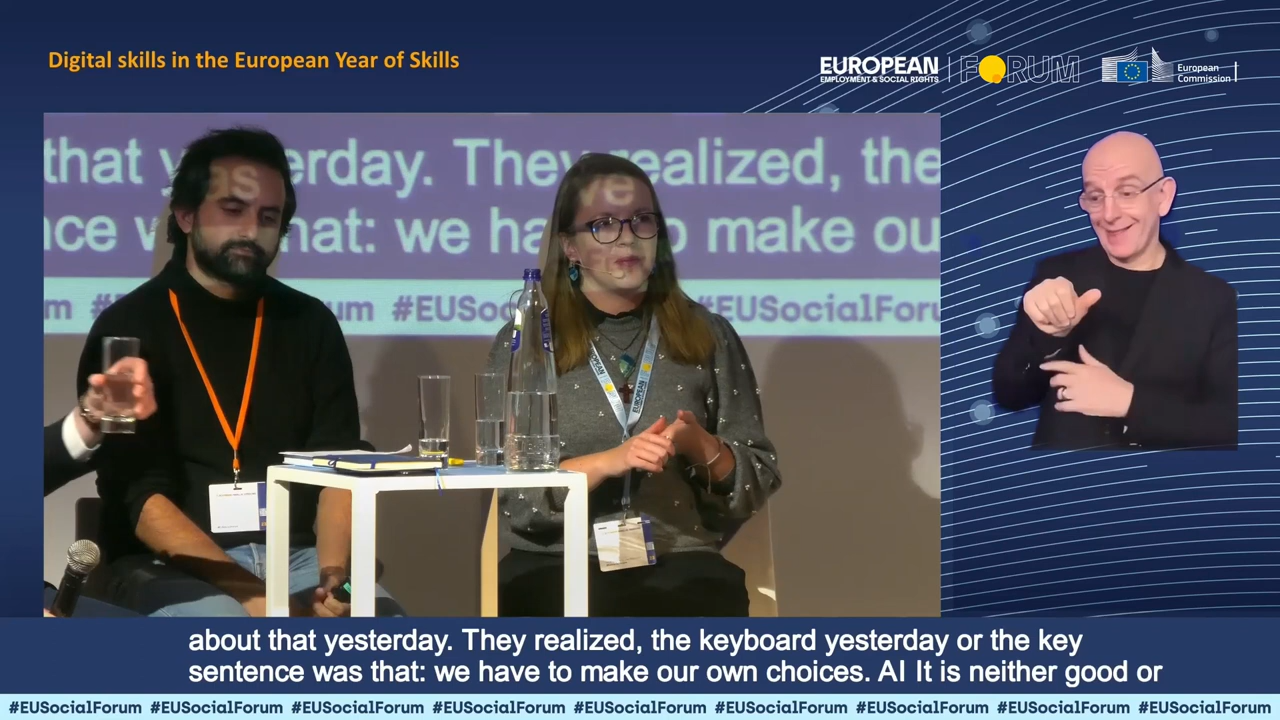 Digital skills in the European Year of Skills
EUROPEAN
EMPLOYMENT & SOCIAL RIGHTS
FORUM
European
Commission
that yesterday. They realized, the
nce was that: we have to make ou
m #EUSocialForum #EUSocialForum #EUSocialForu
EUROPEAN
about that yesterday. They realized, the keyboard yesterday or the key
sentence was that: we have to make our own choices. AI It is neither good or
#EUSocialForum #EUSocialForum #EUSocialForum #EUSocialForum #EUSocialForum #EUSocialForum #EUSocialForum #EUSocialForum #EUSocialForum